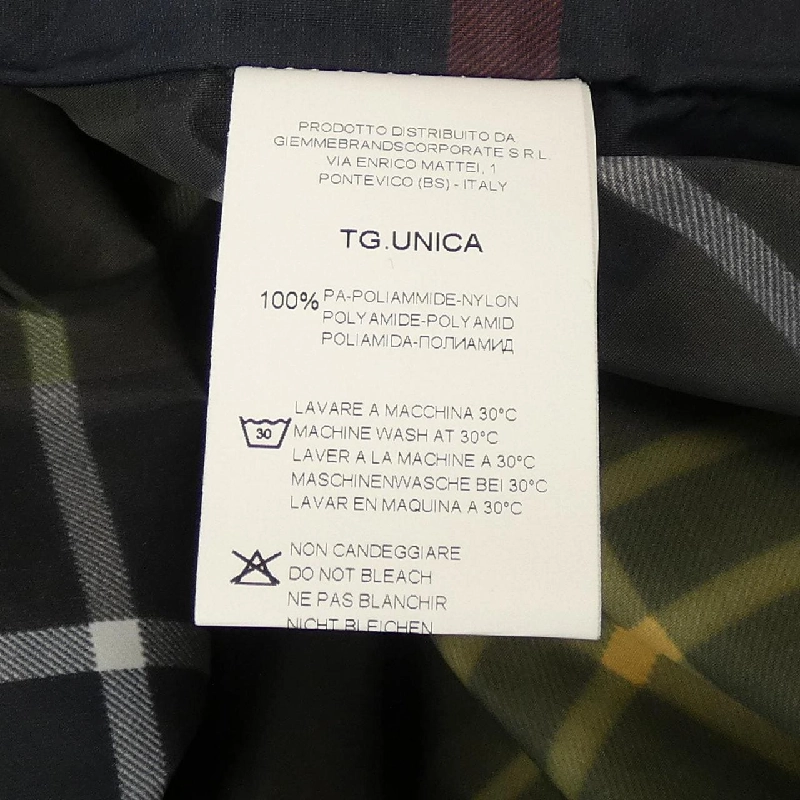 PRODOTTO DISTRIBUITO DA
GIEMMEBRANDSCORPORATE S R L.
VIA ENRICO MATTEI, 1
PONTEVICO (BS) - ITALY
TG.UNICA
100% PA-POLIAMMIDE-NYLON
POLYAMIDE-POLYAMID
POLIAMIDA-ПОЛИАМИД
LAVARE A MACCHINA 30°C
30 MACHINE WASH AT 30°C
LAVER A LA MACHINE A 30°C
MASCHINENWASCHE BEI 30°C
LAVAR EN MAQUINA A 30°C
NON CANDEGGIARE
DO NOT BLEACH
NE PAS BLANCHIR
NICHT BLEICHEN